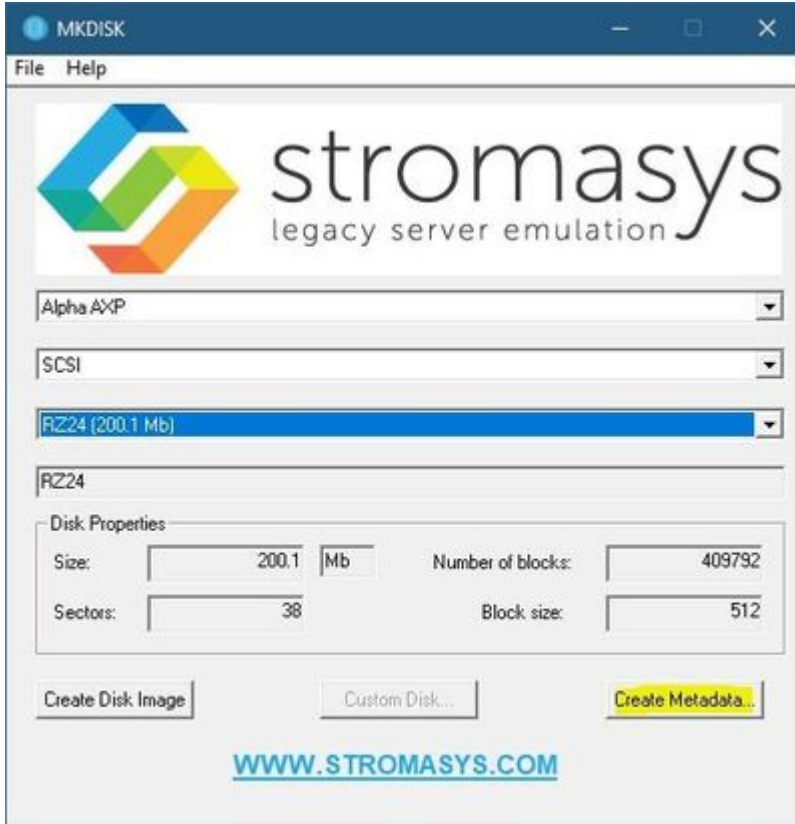 MKDISK
File Help
stromasys
legacy server emulation
Alpha AXP
SCSI
RZ24 (200.1 Mb)
RZ24
Disk Properties
Size: 200.1 Mb Number of blocks: 409792
Sectors: 38 Block size: 512
Create Disk Image Custom Disk... Create Metadata...
WWW.STROMASYS.COM